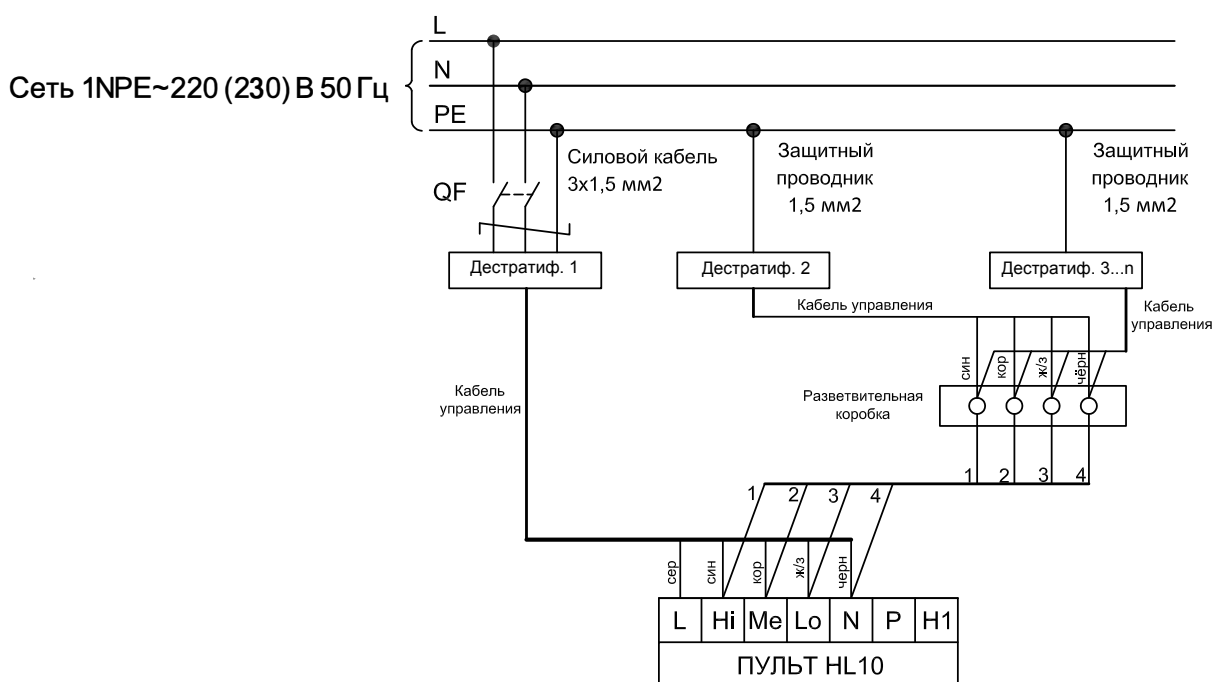 L
Сеть 1NPE~220 (230) В 50 Гц
N
PE
QF
Силовой кабель
3х1,5 мм2
Защитный
проводник
1,5 мм2
Защитный
проводник
1,5 мм2
Дестратиф. 1
Дестратиф. 2
Дестратиф. 3...n
Кабель управления
Кабель
управления
син
кор
ж/з
чёрн
Кабель
управления
Разветвительная
коробка
1
2
3
4
1
2
3
4
сер
син
кор
ж/з
черн
L
Hi
Me
Lo
N
P
H1
ПУЛЬТ HL10